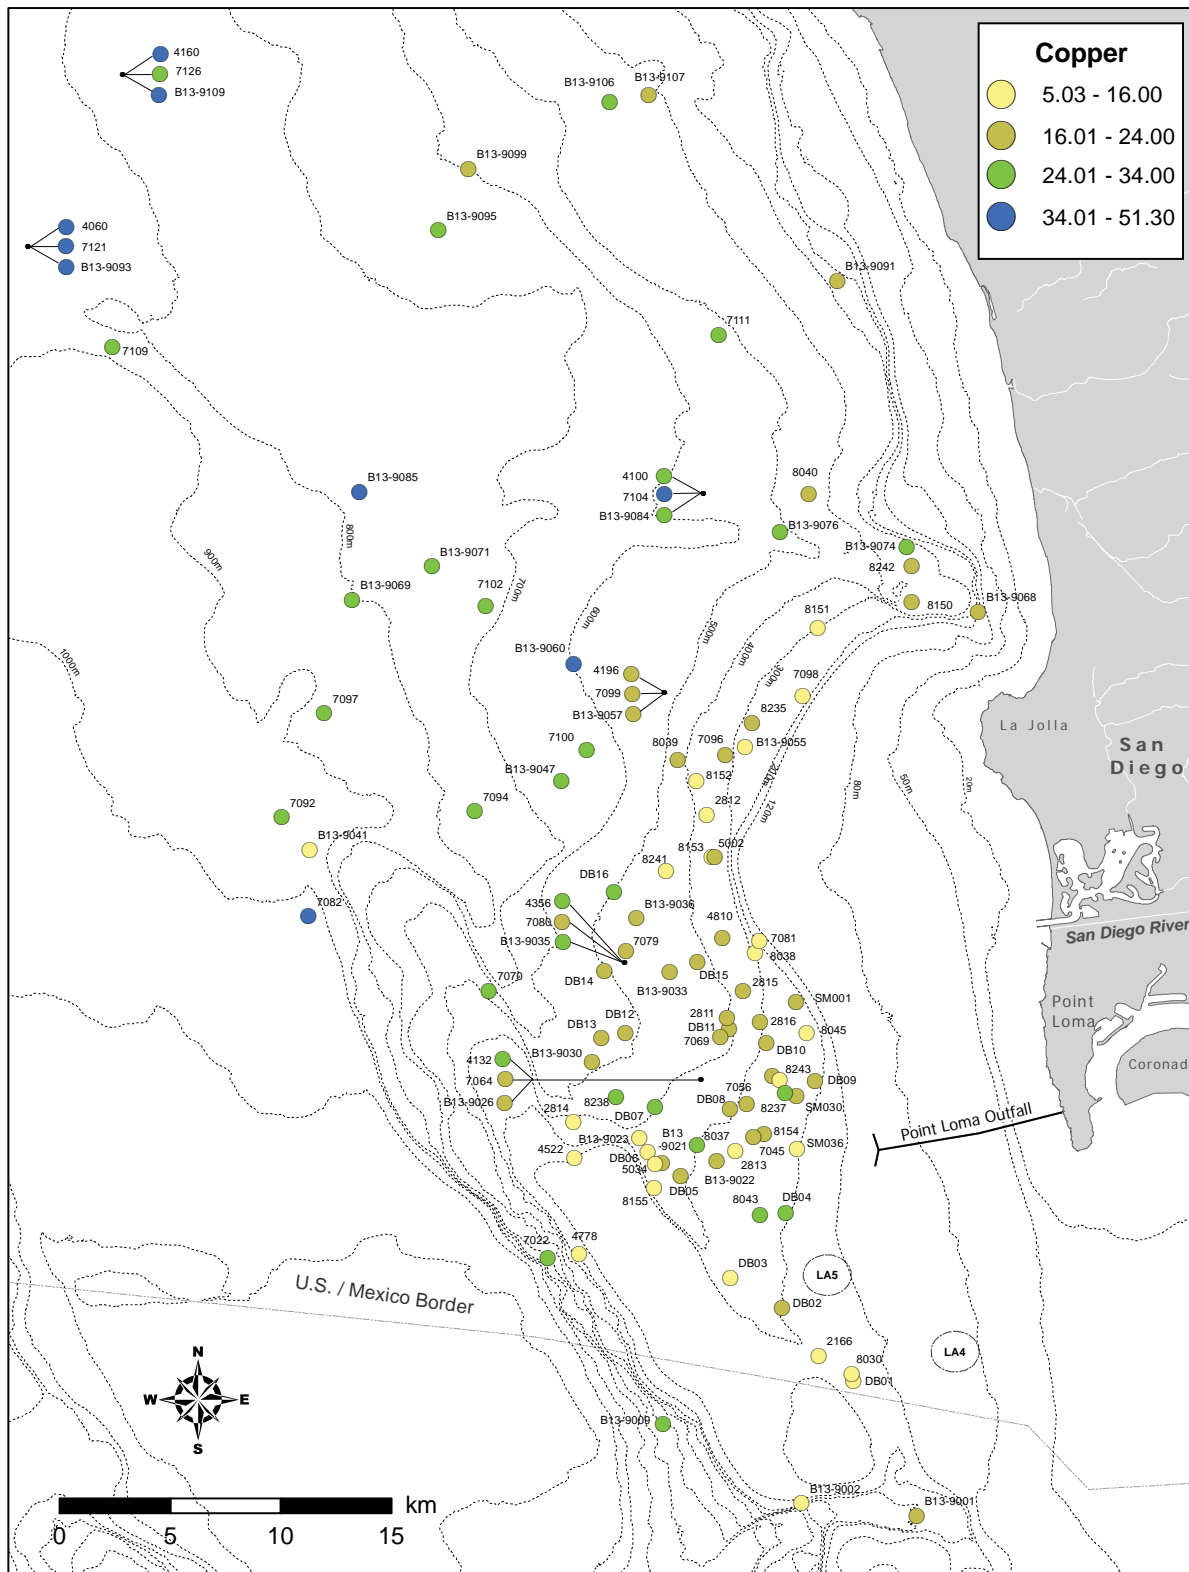 Copper
5.03 - 16.00
16.01 - 24.00
24.01 - 34.00
34.01 - 51.30
4160
7126
B13-9109
B13-9106
B13-9107
B13-9099
B13-9095
4060
7121
B13-9093
B13-9091
7109
7111
B13-9085
4100
7104
B13-9084
8040
B13-9076
B13-9074
8242
8150
B13-9068
800m
900m
B13-9071
B13-9069
7102
700m
600m
500m
400m
300m
1000m
8151
B13-9060
4196
7099
B13-9057
7098
8235
7097
7100
8039
7096
B13-9055
La Jolla
San
Diego
B13-9047
8152
210m
120m
80m
50m
20m
7092
7094
2812
B13-9041
8153
5002
8241
DB16
4356
7080
B13-9035
B13-9036
4810
7079
7081
8038
7082
San Diego River
DB14
B13-9033
DB15
7070
2815
SM001
Point
Loma
DB13
DB12
2811
DB11
7069
2816
8045
DB10
Coronad
4132
7064
B13-9026
B13-9030
8243
DB09
8238
DB07
7056
DB08
8237
SM030
Point Loma Outfall
2814
B13-9023
B13
-9021
8037
8154
7045
SM036
4522
DB06
5034
2813
B13-9022
8155
DB05
8043
DB04
7022
4778
DB03
LA5
U.S. / Mexico Border
DB02
2166
LA4
8030
DB01
N
W
E
S
B13-9009
B13-9002
B13-9001
km
0
5
10
15